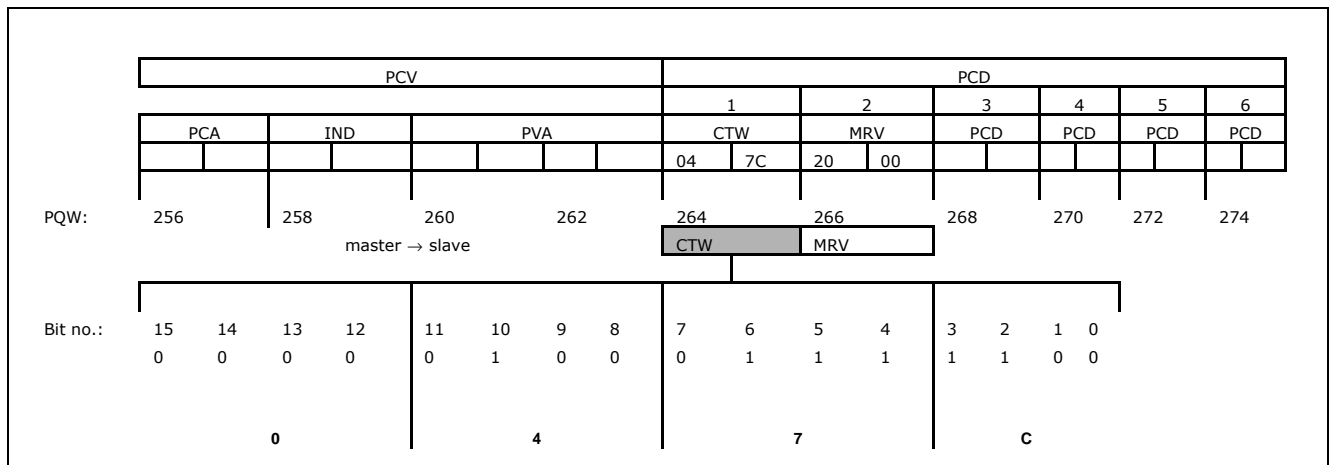 PCV PCD
1 2 3 4 5 6
PCA IND PVA CTW MRV PCD PCD PCD PCD
04 7C 20 00
PQW: 256 258 260 262 264 266 268 270 272 274
master → slave CTW MRV
Bit no.: 15 14 13 12 11 10 9 8 7 6 5 4 3 2 1 0
0 0 0 0 0 1 0 0 0 1 1 1 1 1 0 0
0 4 7 C